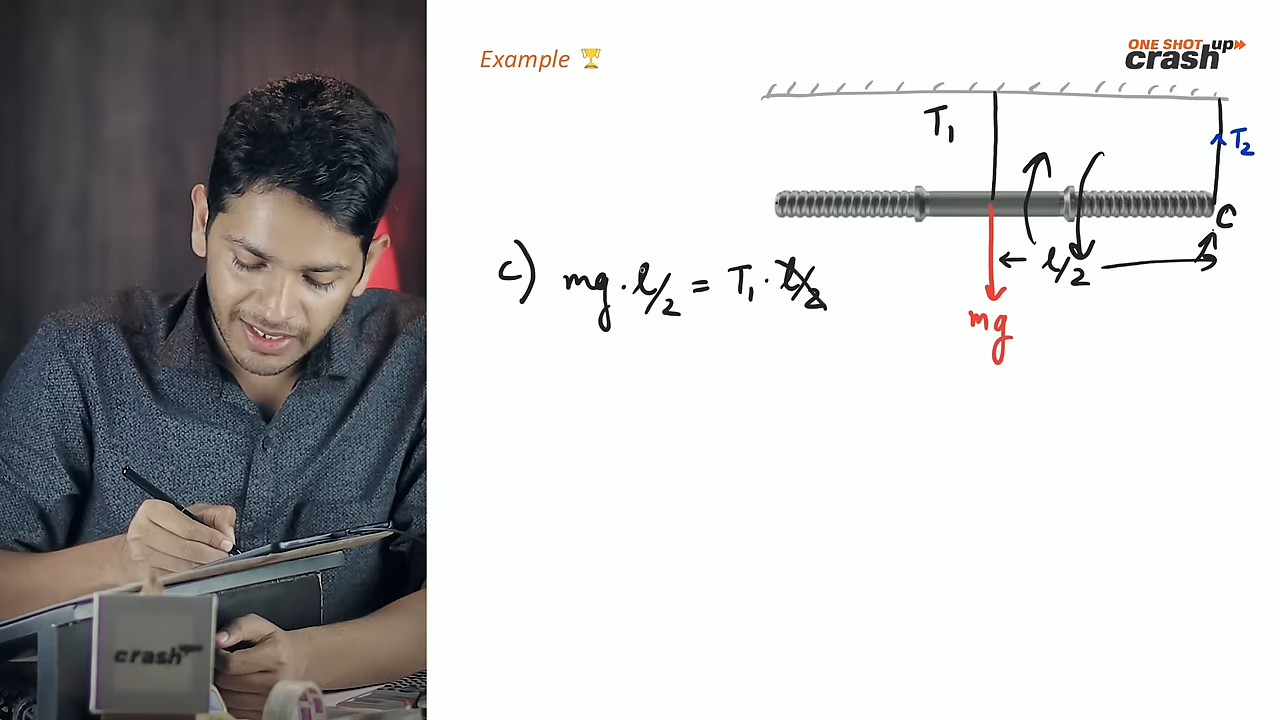 Example 🏆
ONE SHOT
crash up
T₁
T₂
C
l/2
mg
c) mg · l/2 = T₁ · l/2
crash